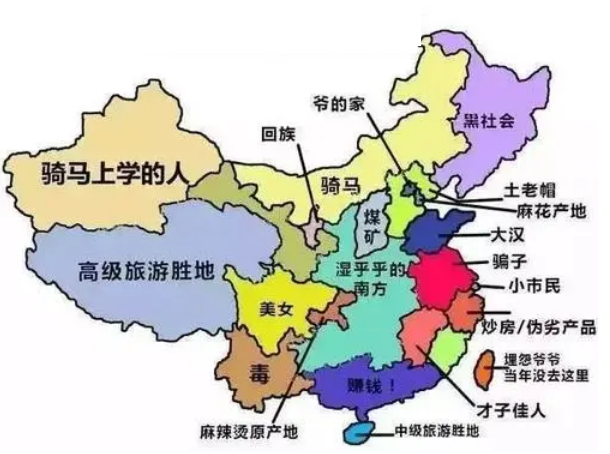 爷的家
黑社会
回族
骑马上学的人
骑马
土老帽
麻花产地
煤
矿
大汉
高级旅游胜地
湿乎乎的
南方
骗子
小市民
美女
炒房/伪劣产品
毒
赚钱！
埋怨爷爷
当年没去这里
才子佳人
麻辣烫原产地
中级旅游胜地